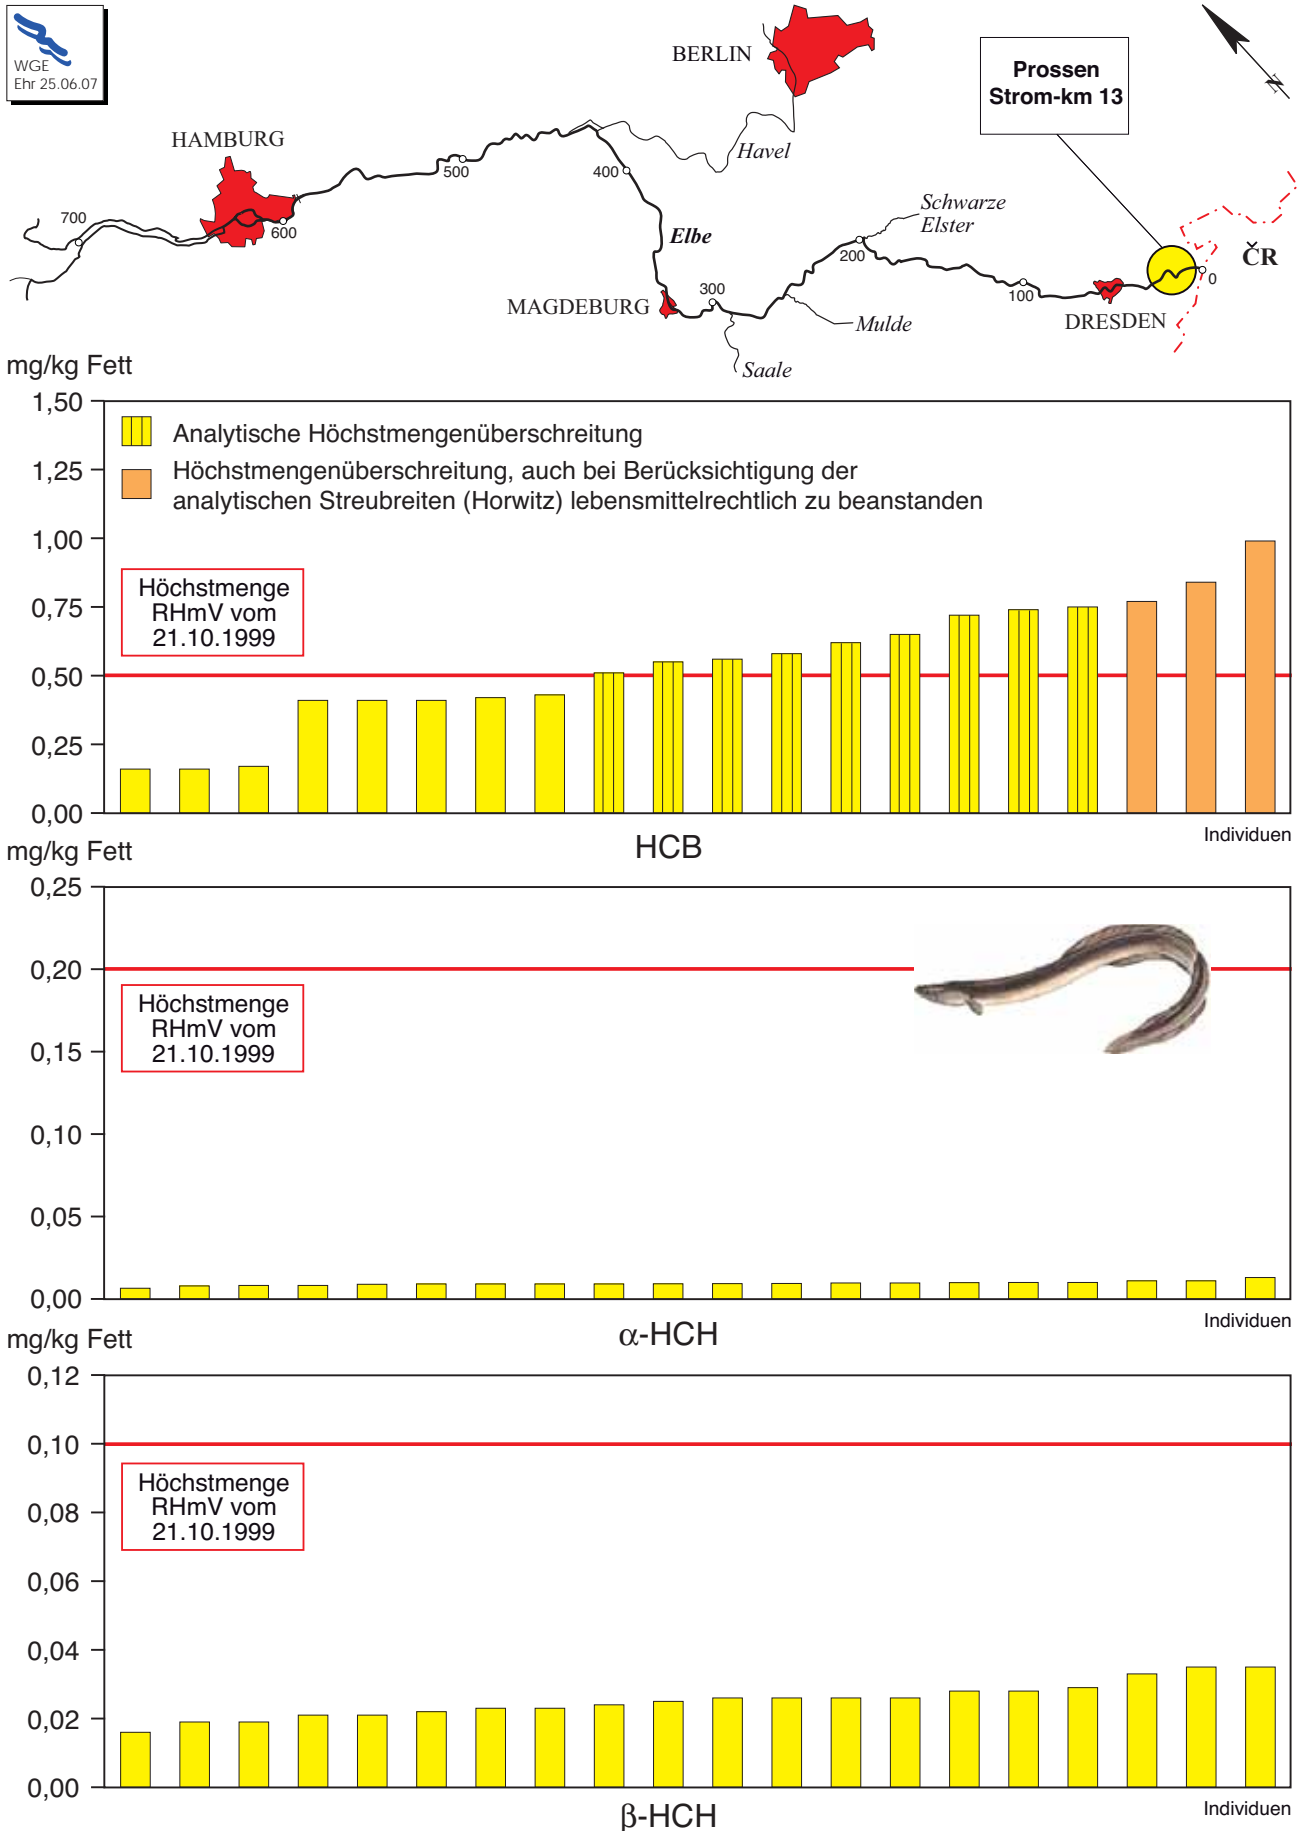 WGE
Ehr 25.06.07
BERLIN
Prossen
Strom-km 13
N
HAMBURG
Havel
500
400
Schwarze
Elster
700
600
Elbe
200
ČR
0
300
100
MAGDEBURG
DRESDEN
Mulde
Saale
mg/kg Fett
1,50
Analytische Höchstmengenüberschreitung
1,25
Höchstmengenüberschreitung, auch bei Berücksichtigung der
analytischen Streubreiten (Horwitz) lebensmittelrechtlich zu beanstanden
1,00
Höchstmenge
RHmV vom
21.10.1999
0,75
0,50
0,25
0,00
Individuen
HCB
mg/kg Fett
0,25
0,20
Höchstmenge
RHmV vom
21.10.1999
0,15
0,10
0,05
0,00
Individuen
α-HCH
mg/kg Fett
0,12
0,10
Höchstmenge
RHmV vom
21.10.1999
0,08
0,06
0,04
0,02
0,00
Individuen
β-HCH